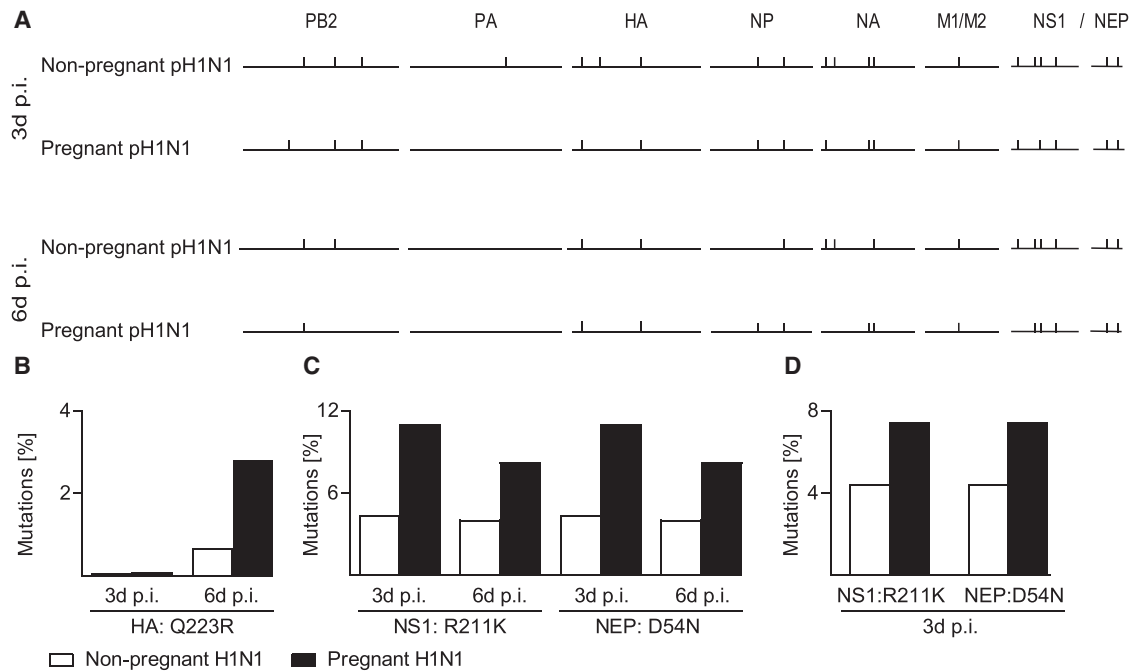 A PB2 PA HA NP NA M1/M2 NS1 / NEP
3d p.i.
Non-pregnant pH1N1
Pregnant pH1N1
6d p.i.
Non-pregnant pH1N1
Pregnant pH1N1
B
Mutations [%]
4
2
3d p.i. 6d p.i.
HA: Q223R
C
Mutations [%]
12
6
3d p.i. 6d p.i. 3d p.i. 6d p.i.
NS1: R211K NEP: D54N
D
Mutations [%]
8
4
NS1:R211K NEP:D54N
3d p.i.
Non-pregnant H1N1 Pregnant H1N1